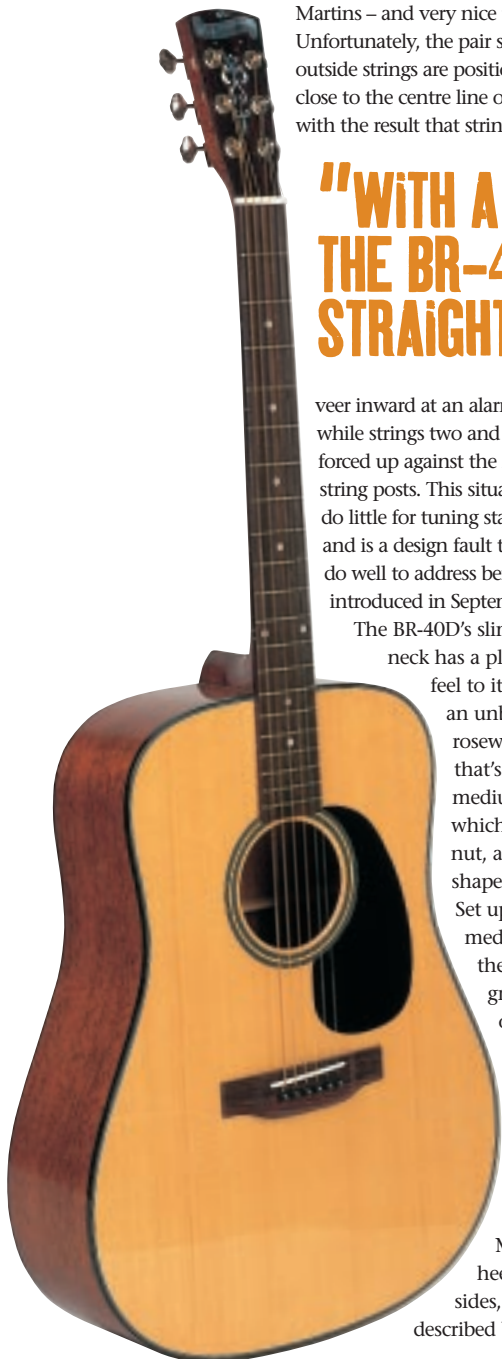 Martins – and very nice
Unfortunately, the pair s
outside strings are positi
close to the centre line o
with the result that strin
"WiTH A
THE BR-4
STRAiGHT
veer inward at an alarr
while strings two and
forced up against the
string posts. This situa
do little for tuning sta
and is a design fault t
do well to address be
introduced in Septer
The BR-40D's slir
neck has a pl
feel to it
an unb
rosew
that's
mediu
which
nut, a
shape
Set up
med
the
gr
c
M
hee
sides,
described